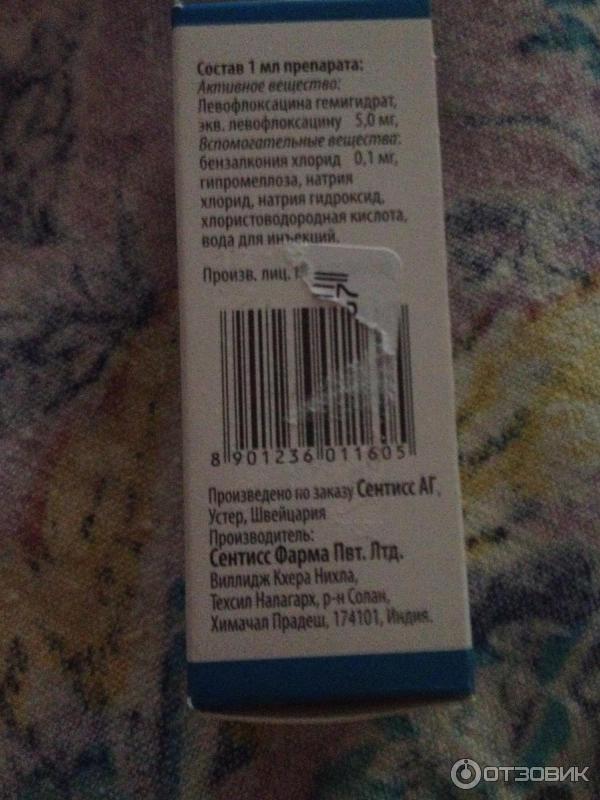 Состав 1 мл препарата:
Активное вещество:
Левофлоксацина гемигидрат,
экв. левофлоксацину 5,0 мг,
Вспомогательные вещества:
бензалкония хлорид 0,1 мг,
гипромеллоза, натрия
хлорид, натрия гидроксид,
хлористоводородная кислота,
вода для инъекций.
Произв. лиц.
8 901236 011605
Произведено по заказу Сентисс АГ,
Устер, Швейцария
Производитель:
Сентисс Фарма Пвт. Лтд.
Виллидж Кхера Нихла,
Техсил Налагарх, р-н Солан,
Химачал Прадеш, 174101, Индия.
ОТЗОВИК